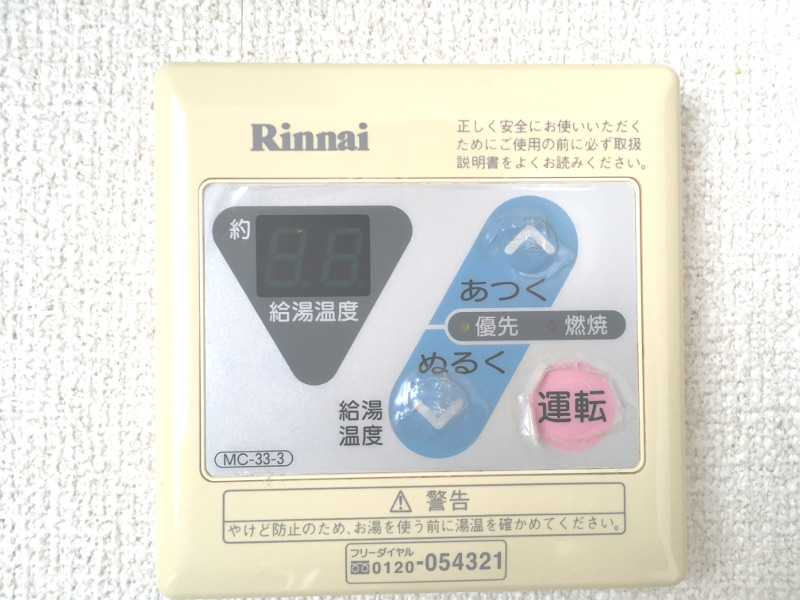 Rinnai
正しく安全にお使いいただく
ためにご使用の前に必ず取扱
説明書をよくお読みください。
約
給湯温度
あつく
優先 燃焼
ぬるく
給湯
温度
運転
MC-33-3
⚠ 警告
やけど防止のため、お湯を使う前に湯温を確かめてください。
フリーダイヤル
0120-054321